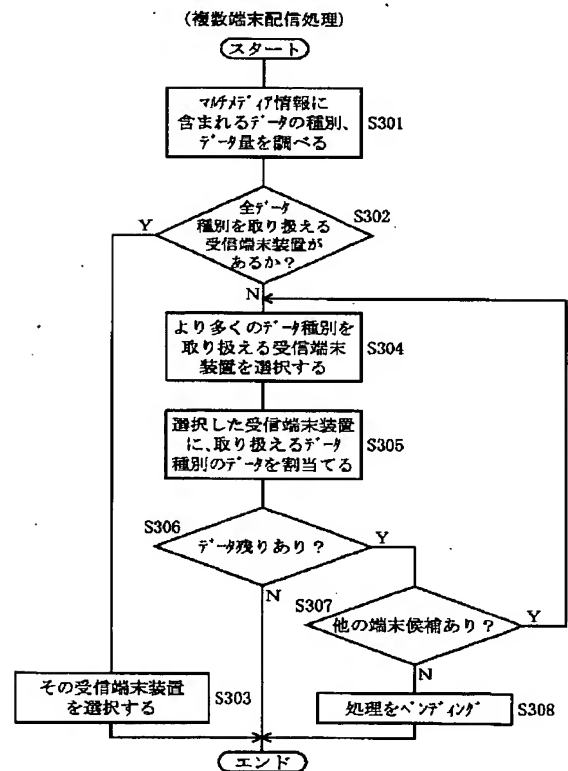 (複数端末配信処理)
スタート
マルチメディア情報に
含まれるデータの種別、
データ量を調べる
S301
全データ
種別を取り扱える
受信端末装置が
あるか?
S302
Y
N
より多くのデータ種別を
取り扱える受信端末
装置を選択する
S304
選択した受信端末装置
に、取り扱えるデータ
種別のデータを割当てる
S305
S306
データ残りあり?
Y
N
S307
他の端末候補あり?
Y
N
その受信端末装置
を選択する
S303
処理をペンディング
S308
エンド